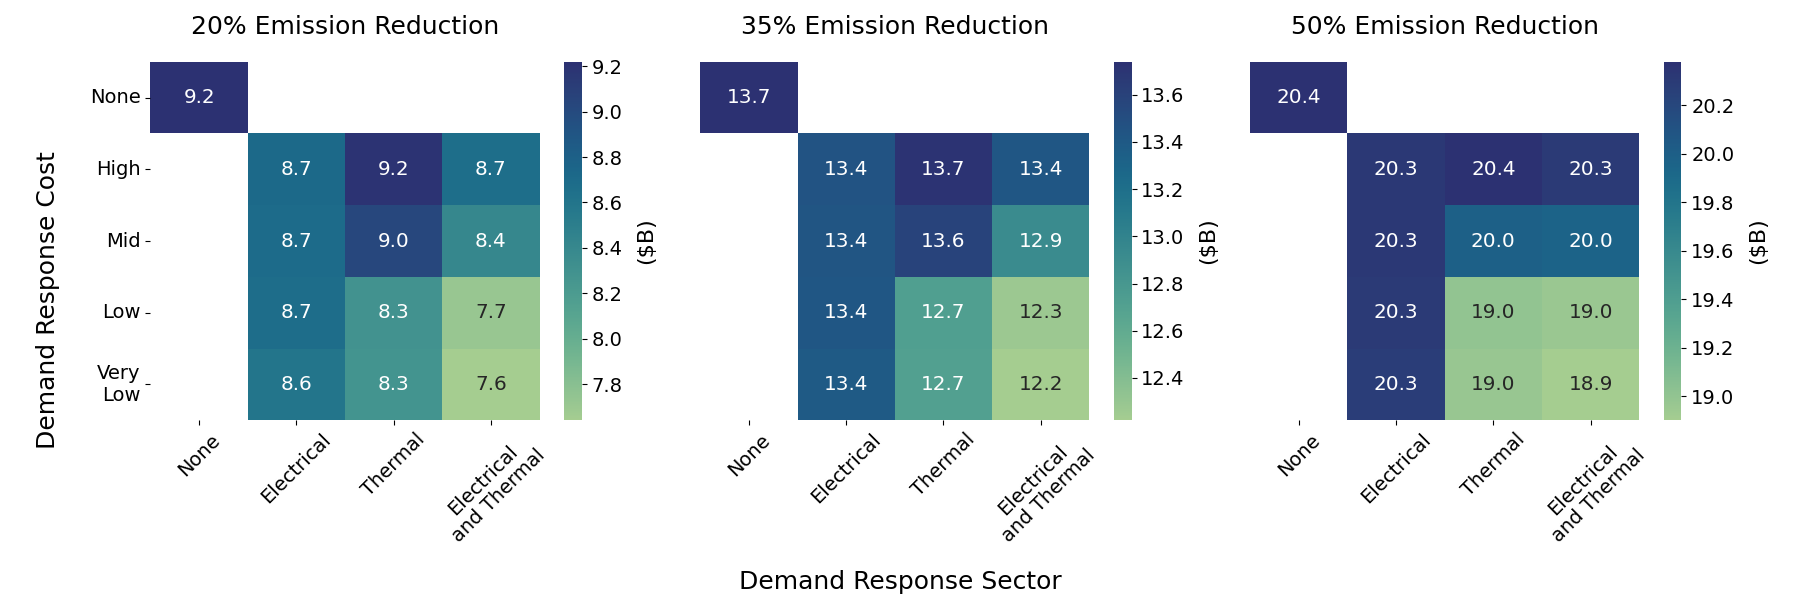 20% Emission Reduction
35% Emission Reduction
50% Emission Reduction
Demand Response Cost
None
High
Mid
Low
Very
Low
9.2
8.7 9.2 8.7
8.7 9.0 8.4
8.7 8.3 7.7
8.6 8.3 7.6
None
Electrical
Thermal
Electrical
and Thermal
9.2
9.0
8.8
8.6
8.4
8.2
8.0
7.8
($B)
13.7
13.4 13.7 13.4
13.4 13.6 12.9
13.4 12.7 12.3
13.4 12.7 12.2
None
Electrical
Thermal
Electrical
and Thermal
13.6
13.4
13.2
13.0
12.8
12.6
12.4
($B)
20.4
20.3 20.4 20.3
20.3 20.0 20.0
20.3 19.0 19.0
20.3 19.0 18.9
None
Electrical
Thermal
Electrical
and Thermal
20.2
20.0
19.8
19.6
19.4
19.2
19.0
($B)
Demand Response Sector